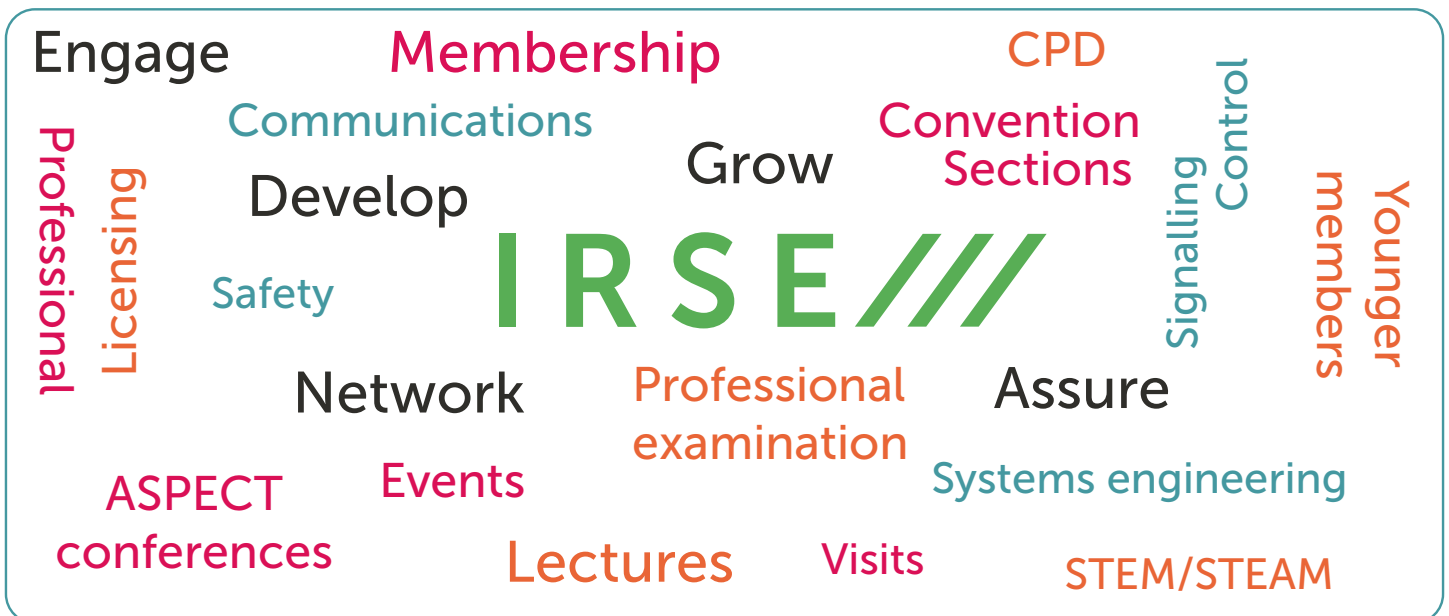 Engage
Membership
CPD
Communications
Convention
Sections
Control
Professional
Licensing
Develop
Grow
Signalling
Younger
members
Safety
IRSE
Network
Professional
examination
Assure
ASPECT
conferences
Events
Systems engineering
Lectures
Visits
STEM/STEAM